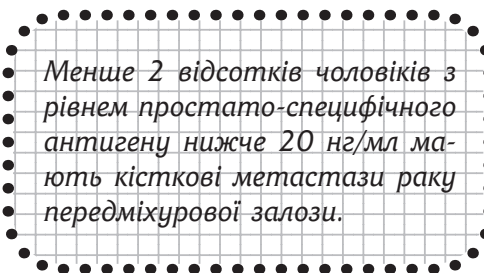 Менше 2 відсотків чоловіків з
рівнем простато-специфічного
антигену нижче 20 нг/мл ма-
ють кісткові метастази раку
передміхурової залози.